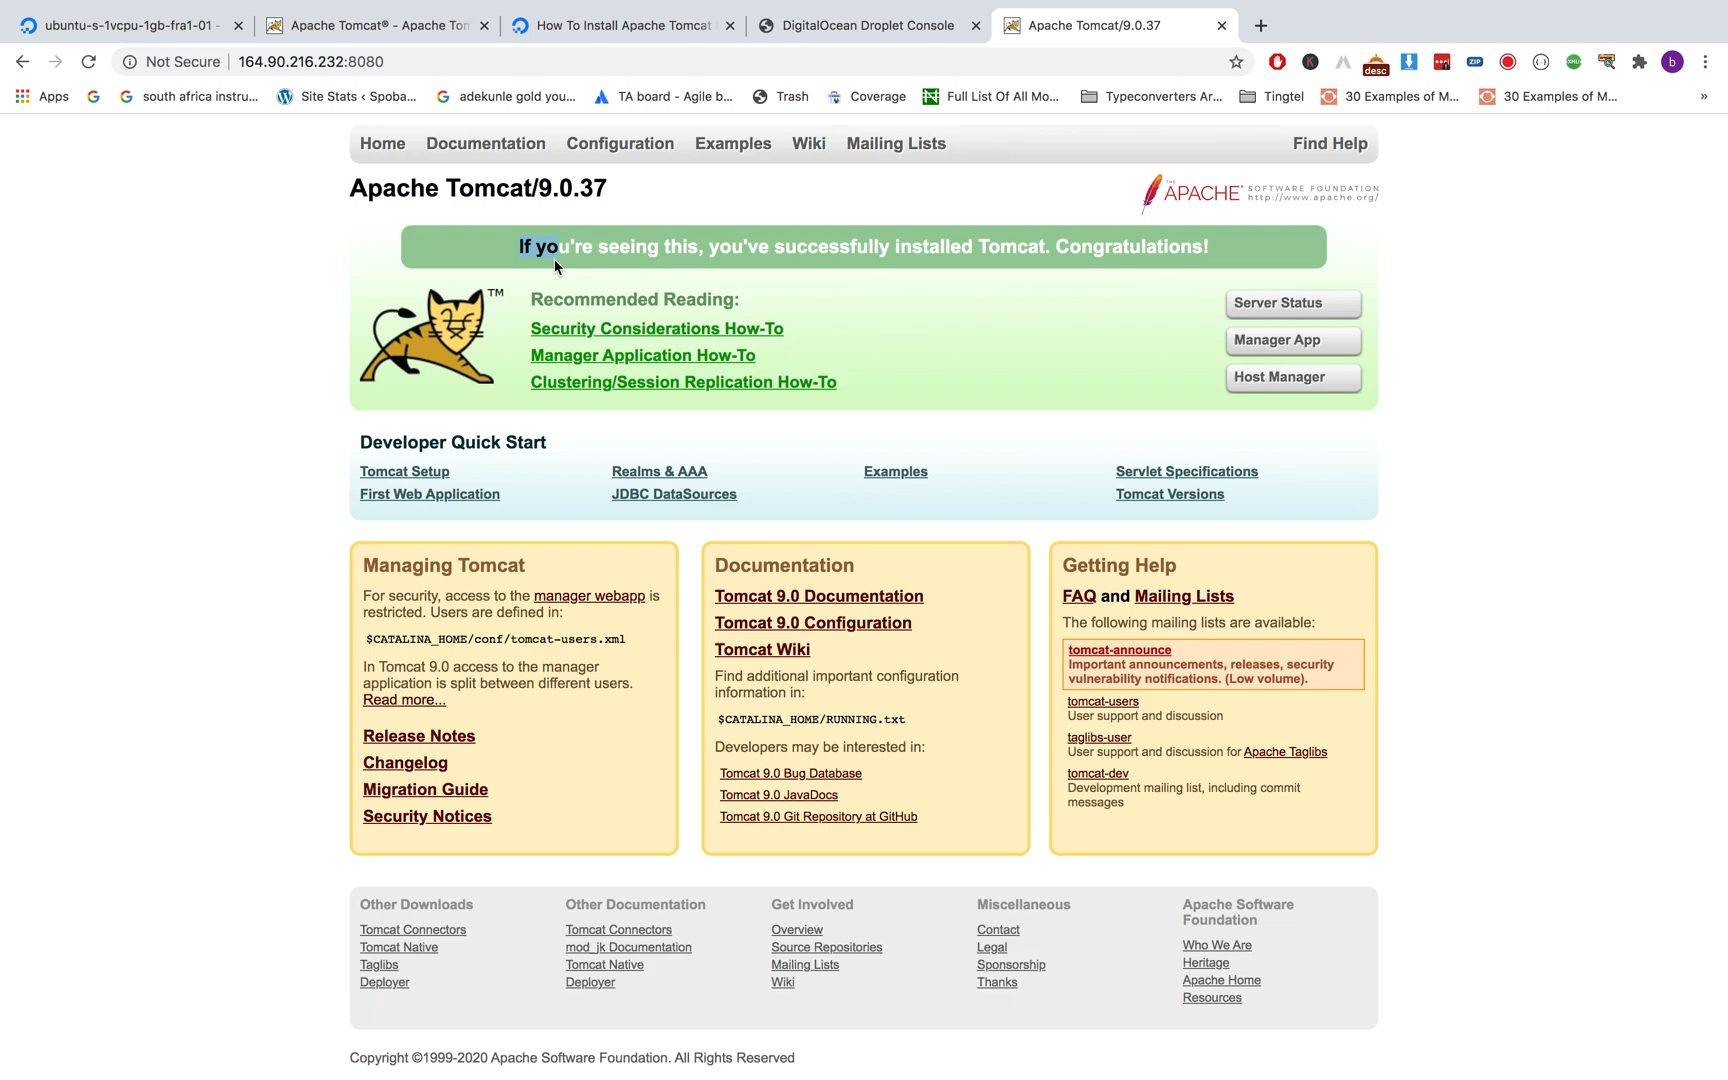 ubuntu-s-1vcpu-1gb-fra1-01 -
Apache Tomcat® - Apache Tom
How To Install Apache Tomcat
DigitalOcean Droplet Console
Apache Tomcat/9.0.37
Not Secure
164.90.216.232:8080
desc
ZIP
K
b
Apps
south africa instru...
Site Stats ‹ Spoba...
adekunle gold you...
TA board - Agile b...
Trash
Coverage
Full List Of All Mo...
Typeconverters Ar...
Tingtel
30 Examples of M...
30 Examples of M...
»
Home
Documentation
Configuration
Examples
Wiki
Mailing Lists
Find Help
Apache Tomcat/9.0.37
THE APACHE® SOFTWARE FOUNDATION
http://www.apache.org/
If you're seeing this, you've successfully installed Tomcat. Congratulations!
TM
Recommended Reading:
Security Considerations How-To
Manager Application How-To
Clustering/Session Replication How-To
Server Status
Manager App
Host Manager
Developer Quick Start
Tomcat Setup
First Web Application
Realms & AAA
JDBC DataSources
Examples
Servlet Specifications
Tomcat Versions
Managing Tomcat
For security, access to the manager webapp is
restricted. Users are defined in:
$CATALINA_HOME/conf/tomcat-users.xml
In Tomcat 9.0 access to the manager
application is split between different users.
Read more...
Release Notes
Changelog
Migration Guide
Security Notices
Documentation
Tomcat 9.0 Documentation
Tomcat 9.0 Configuration
Tomcat Wiki
Find additional important configuration
information in:
$CATALINA_HOME/RUNNING.txt
Developers may be interested in:
Tomcat 9.0 Bug Database
Tomcat 9.0 JavaDocs
Tomcat 9.0 Git Repository at GitHub
Getting Help
FAQ and Mailing Lists
The following mailing lists are available:
tomcat-announce
Important announcements, releases, security
vulnerability notifications. (Low volume).
tomcat-users
User support and discussion
taglibs-user
User support and discussion for Apache Taglibs
tomcat-dev
Development mailing list, including commit
messages
Other Downloads
Tomcat Connectors
Tomcat Native
Taglibs
Deployer
Other Documentation
Tomcat Connectors
mod_jk Documentation
Tomcat Native
Deployer
Get Involved
Overview
Source Repositories
Mailing Lists
Wiki
Miscellaneous
Contact
Legal
Sponsorship
Thanks
Apache Software
Foundation
Who We Are
Heritage
Apache Home
Resources
Copyright ©1999-2020 Apache Software Foundation. All Rights Reserved